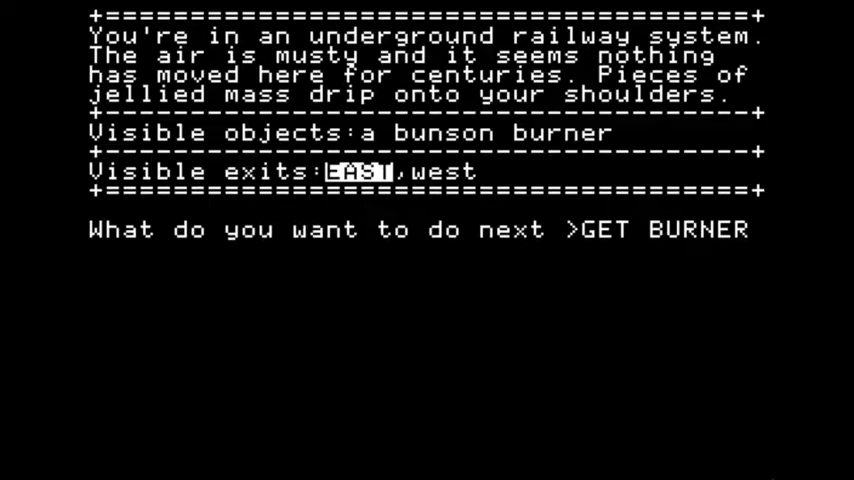 +==================================+
You're in an underground railway system.
The air is musty and it seems nothing
has moved here for centuries. Pieces of
jellied mass drip onto your shoulders.
+----------------------------------+
Visible objects:a bunson burner
+----------------------------------+
Visible exits:EAST,west
+==================================+
What do you want to do next >GET BURNER